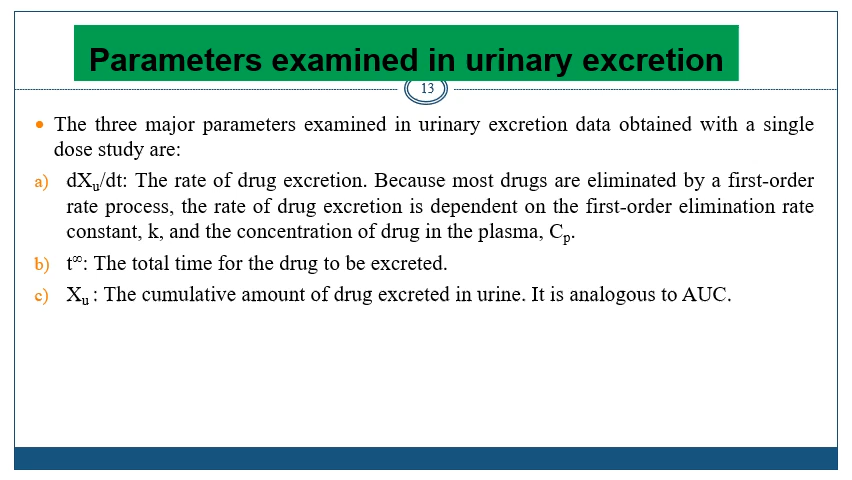 Parameters examined in urinary excretion
13
• The three major parameters examined in urinary excretion data obtained with a single
dose study are:
a) dXu/dt: The rate of drug excretion. Because most drugs are eliminated by a first-order
rate process, the rate of drug excretion is dependent on the first-order elimination rate
constant, k, and the concentration of drug in the plasma, Cp.
b) t∞: The total time for the drug to be excreted.
c) Xu : The cumulative amount of drug excreted in urine. It is analogous to AUC.